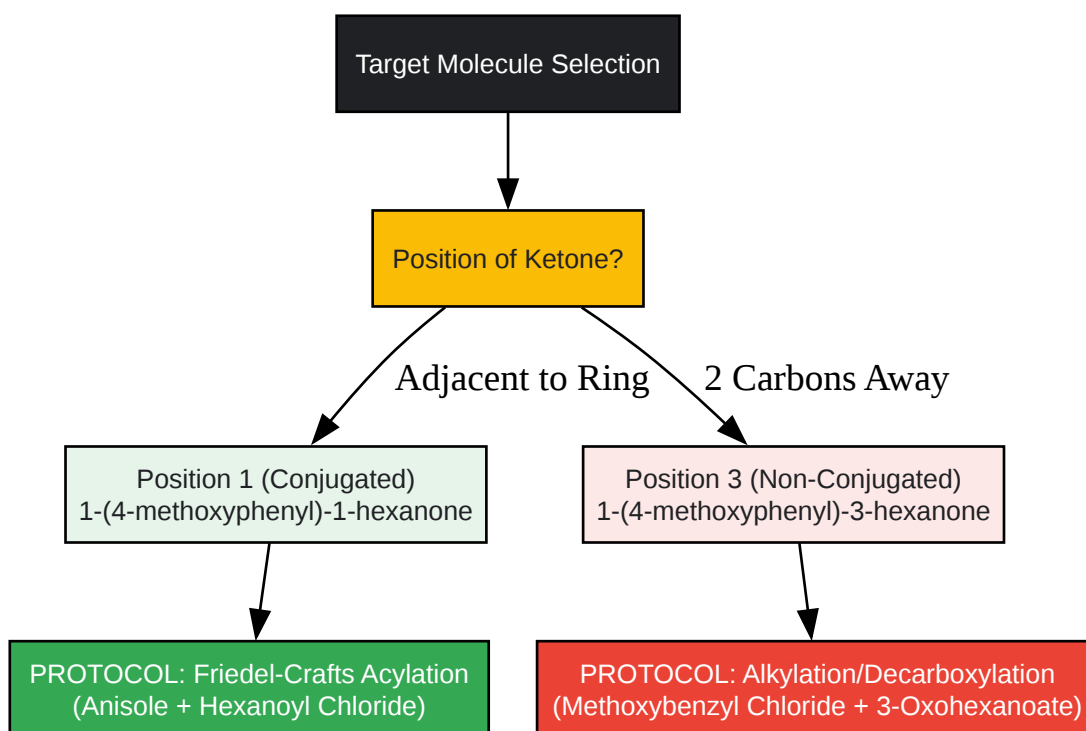 Target Molecule Selection
Position of Ketone?
Adjacent to Ring
2 Carbons Away
Position 1 (Conjugated)
1-(4-methoxyphenyl)-1-hexanone
Position 3 (Non-Conjugated)
1-(4-methoxyphenyl)-3-hexanone
PROTOCOL: Friedel-Crafts Acylation
(Anisole + Hexanoyl Chloride)
PROTOCOL: Alkylation/Decarboxylation
(Methoxybenzyl Chloride + 3-Oxohexanoate)